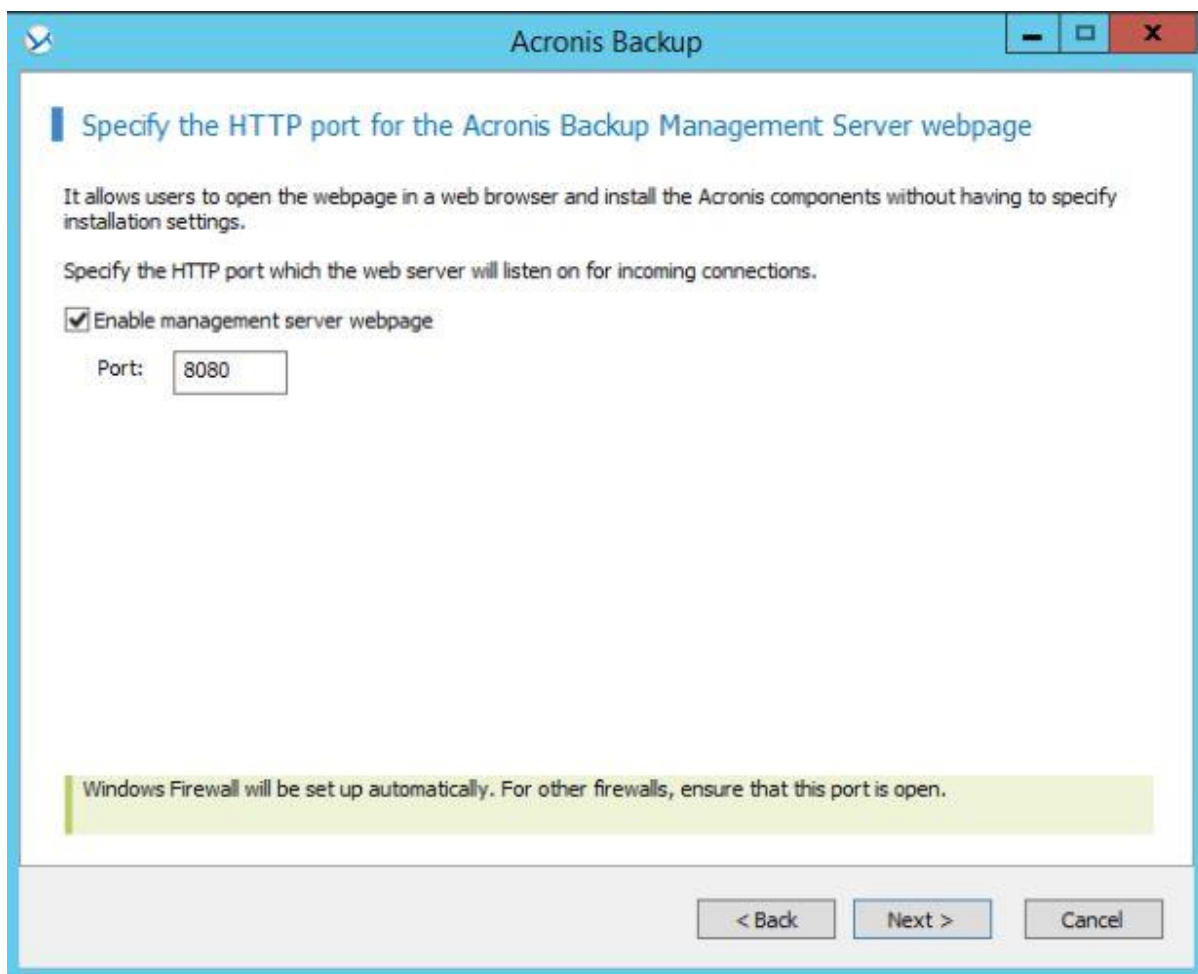 Acronis Backup
Specify the HTTP port for the Acronis Backup Management Server webpage
It allows users to open the webpage in a web browser and install the Acronis components without having to specify
installation settings.
Specify the HTTP port which the web server will listen on for incoming connections.
Enable management server webpage
Port: 8080
Windows Firewall will be set up automatically. For other firewalls, ensure that this port is open.
< Back Next > Cancel